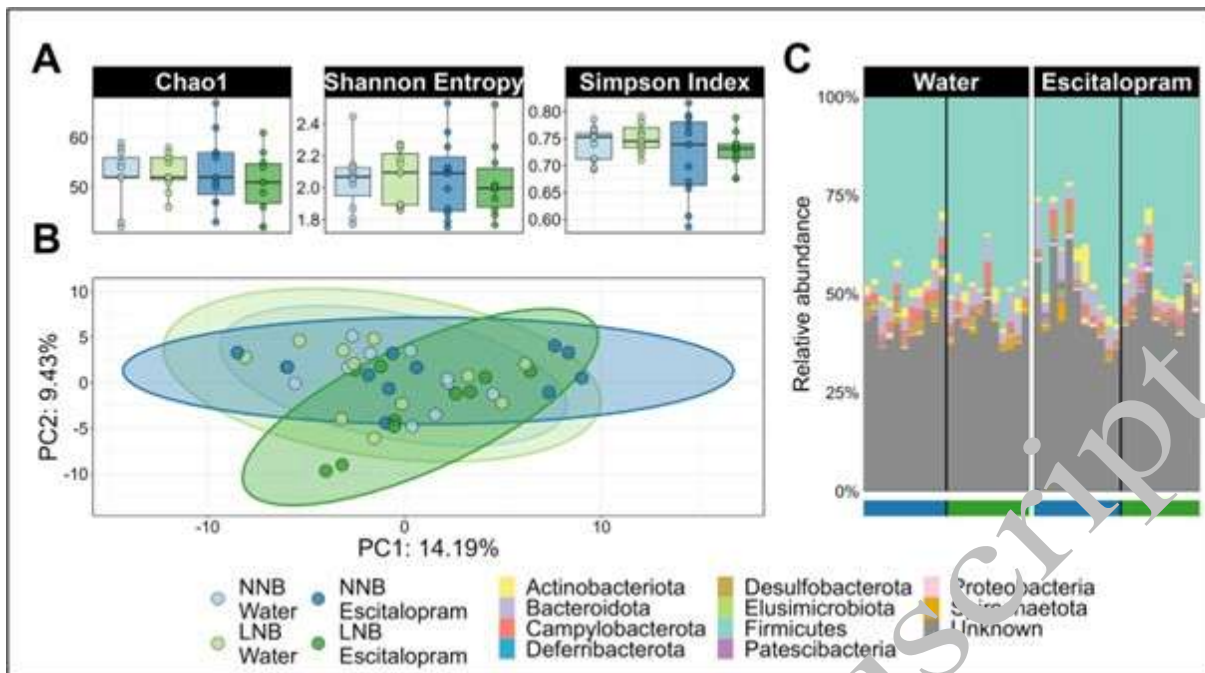 A
Chao1
Shannon Entropy
Simpson Index
60
50
2.4
2.2
2.0
1.8
0.80
0.75
0.70
0.65
0.60
B
PC2: 9.43%
10
5
0
-5
-10
-10
0
10
PC1: 14.19%
C
Water
Escitalopram
Relative abundance
100%
75%
50%
25%
0%
NNB
Water
NNB
Escitalopram
LNB
Water
LNB
Escitalopram
Actinobacteriota
Bacteroidota
Campylobacterota
Deferribacterota
Desulfobacterota
Elusimicrobiota
Firmicutes
Patescibacteria
Proteobacteria
Unknown
script